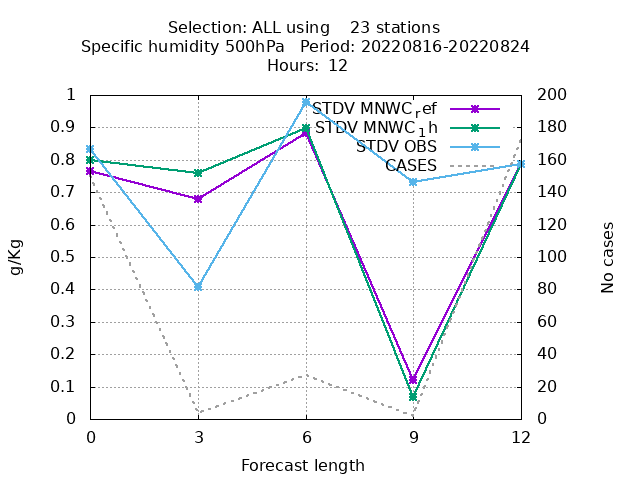 Selection: ALL using    23 stations
Specific humidity 500hPa   Period: 20220816-20220824
Hours:  12
STDV MNWC_ref
STDV MNWC_1h
STDV OBS
CASES
1
0.9
0.8
0.7
0.6
0.5
0.4
0.3
0.2
0.1
0
200
180
160
140
120
100
80
60
40
20
0
g/Kg
No cases
0 3 6 9 12
Forecast length